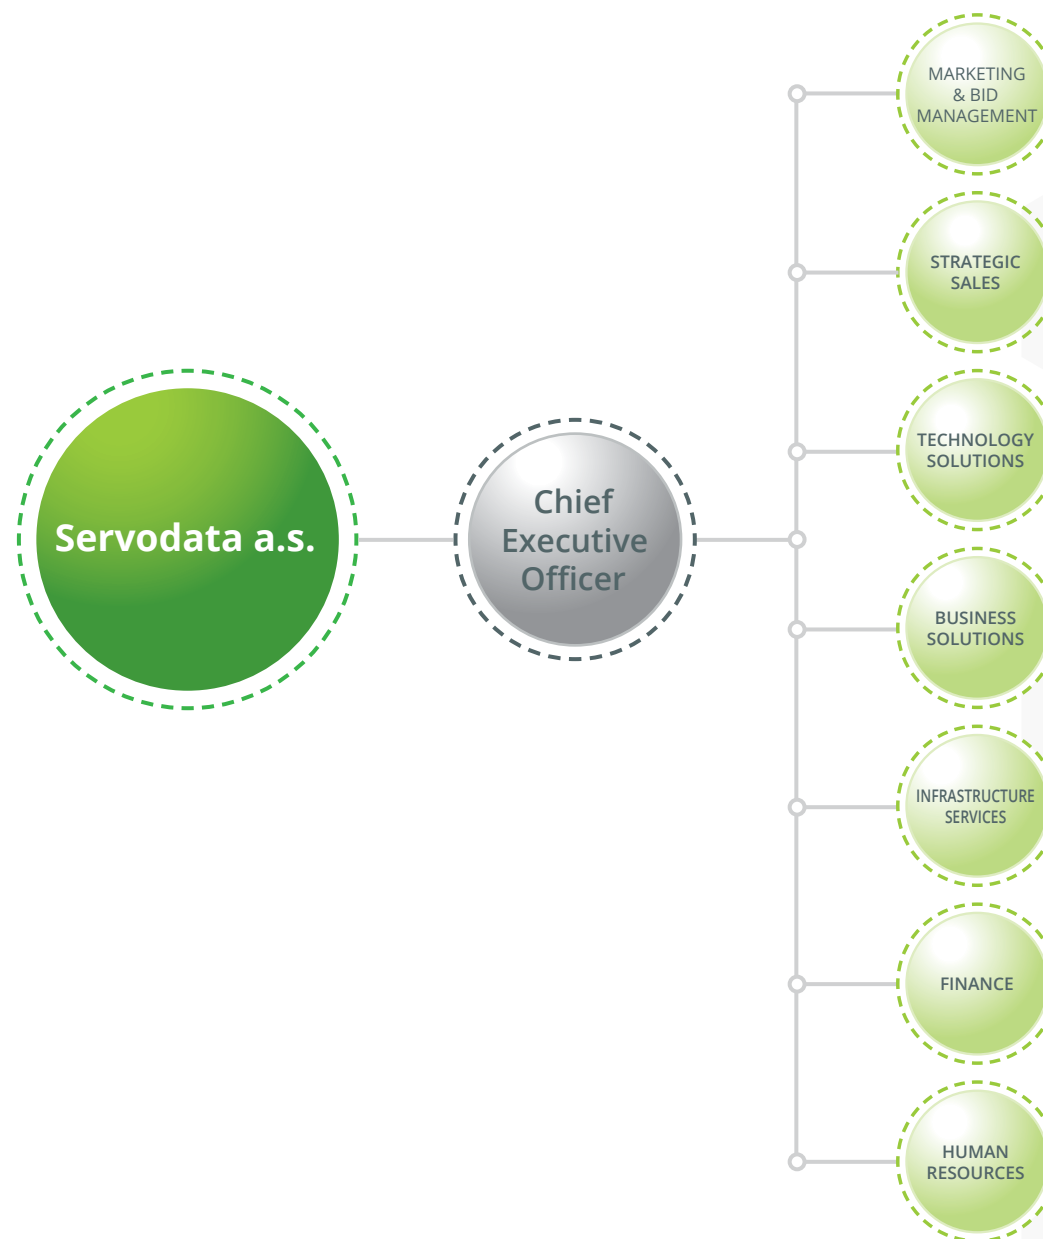 MARKETING
& BID
MANAGEMENT
STRATEGIC
SALES
TECHNOLOGY
SOLUTIONS
Servodata a.s.
Chief
Executive
Officer
BUSINESS
SOLUTIONS
INFRASTRUCTURE
SERVICES
FINANCE
HUMAN
RESOURCES